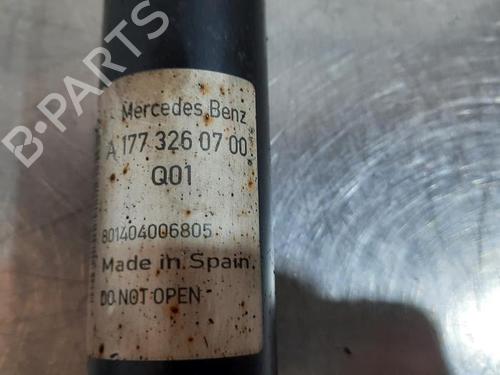 B-PARTS
Mercedes Benz
A 177 326 07 00
Q01
801404006805
Made in Spain.
DO NOT OPEN